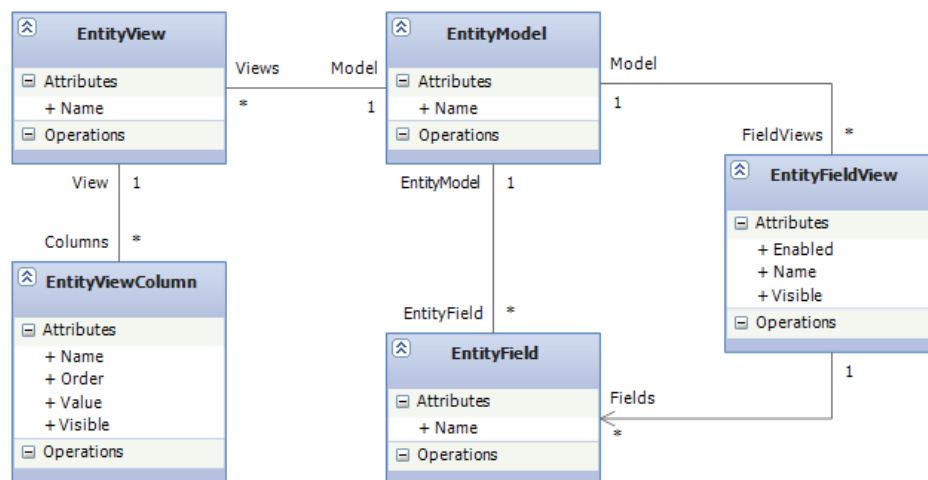 EntityView
Attributes
+ Name
Operations
Views
Model
*
1
EntityModel
Attributes
+ Name
Operations
Model
1
FieldViews
*
View
1
Columns
*
EntityModel
1
EntityField
*
EntityFieldView
Attributes
+ Enabled
+ Name
+ Visible
Operations
EntityViewColumn
Attributes
+ Name
+ Order
+ Value
+ Visible
Operations
EntityField
Attributes
+ Name
Operations
1
Fields
*